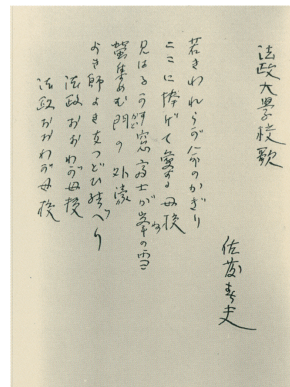 法政大學校歌
佐藤春夫
若きわれらが命のかぎり
ここに捧げて愛する母校
見はるかす窓の富士が峯の雪
蛍集めむ門の外濠
よき師よき友つどひ結べり
法政おおわが母校
法政おおわが母校